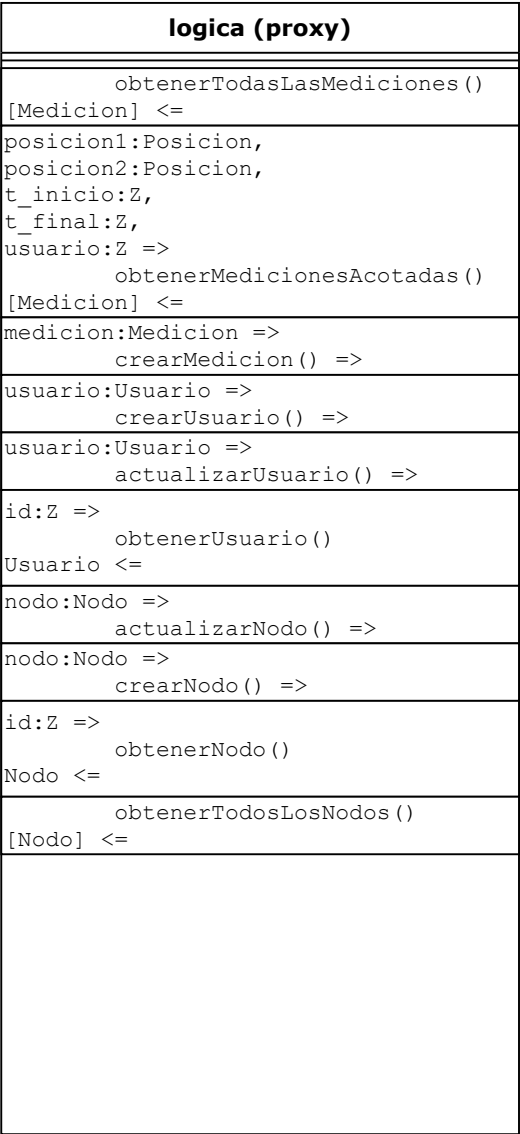 logica (proxy)
obtenerTodasLasMediciones()
[Medicion] <=
posicion1:Posicion,
posicion2:Posicion,
t_inicio:Z,
t_final:Z,
usuario:Z =>
obtenerMedicionesAcotadas()
[Medicion] <=
medicion:Medicion =>
crearMedicion() =>
usuario:Usuario =>
crearUsuario() =>
usuario:Usuario =>
actualizarUsuario() =>
id:Z =>
obtenerUsuario()
Usuario <=
nodo:Nodo =>
actualizarNodo() =>
nodo:Nodo =>
crearNodo() =>
id:Z =>
obtenerNodo()
Nodo <=
obtenerTodosLosNodos()
[Nodo] <=